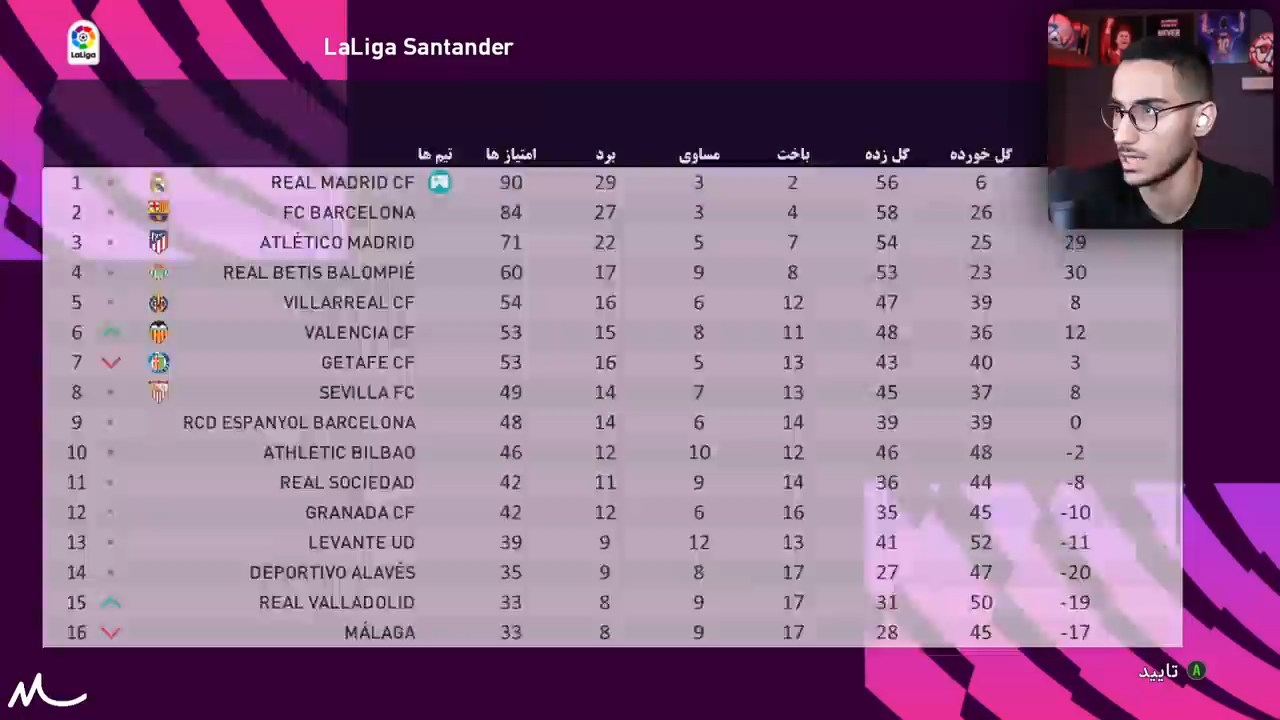 LaLiga Santander
LaLiga
NEVER
10
تیم ها امتیاز ها برد مساوی باخت گل زده گل خورده
1 REAL MADRID CF 90 29 3 2 56 6
2 FC BARCELONA 84 27 3 4 58 26
3 ATLÉTICO MADRID 71 22 5 7 54 25 29
4 REAL BETIS BALOMPIÉ 60 17 9 8 53 23 30
5 VILLARREAL CF 54 16 6 12 47 39 8
6 VALENCIA CF 53 15 8 11 48 36 12
7 GETAFE CF 53 16 5 13 43 40 3
8 SEVILLA FC 49 14 7 13 45 37 8
9 RCD ESPANYOL BARCELONA 48 14 6 14 39 39 0
10 ATHLETIC BILBAO 46 12 10 12 46 48 -2
11 REAL SOCIEDAD 42 11 9 14 36 44 -8
12 GRANADA CF 42 12 6 16 35 45 -10
13 LEVANTE UD 39 9 12 13 41 52 -11
14 DEPORTIVO ALAVÉS 35 9 8 17 27 47 -20
15 REAL VALLADOLID 33 8 9 17 31 50 -19
16 MÁLAGA 33 8 9 17 28 45 -17
تایید A